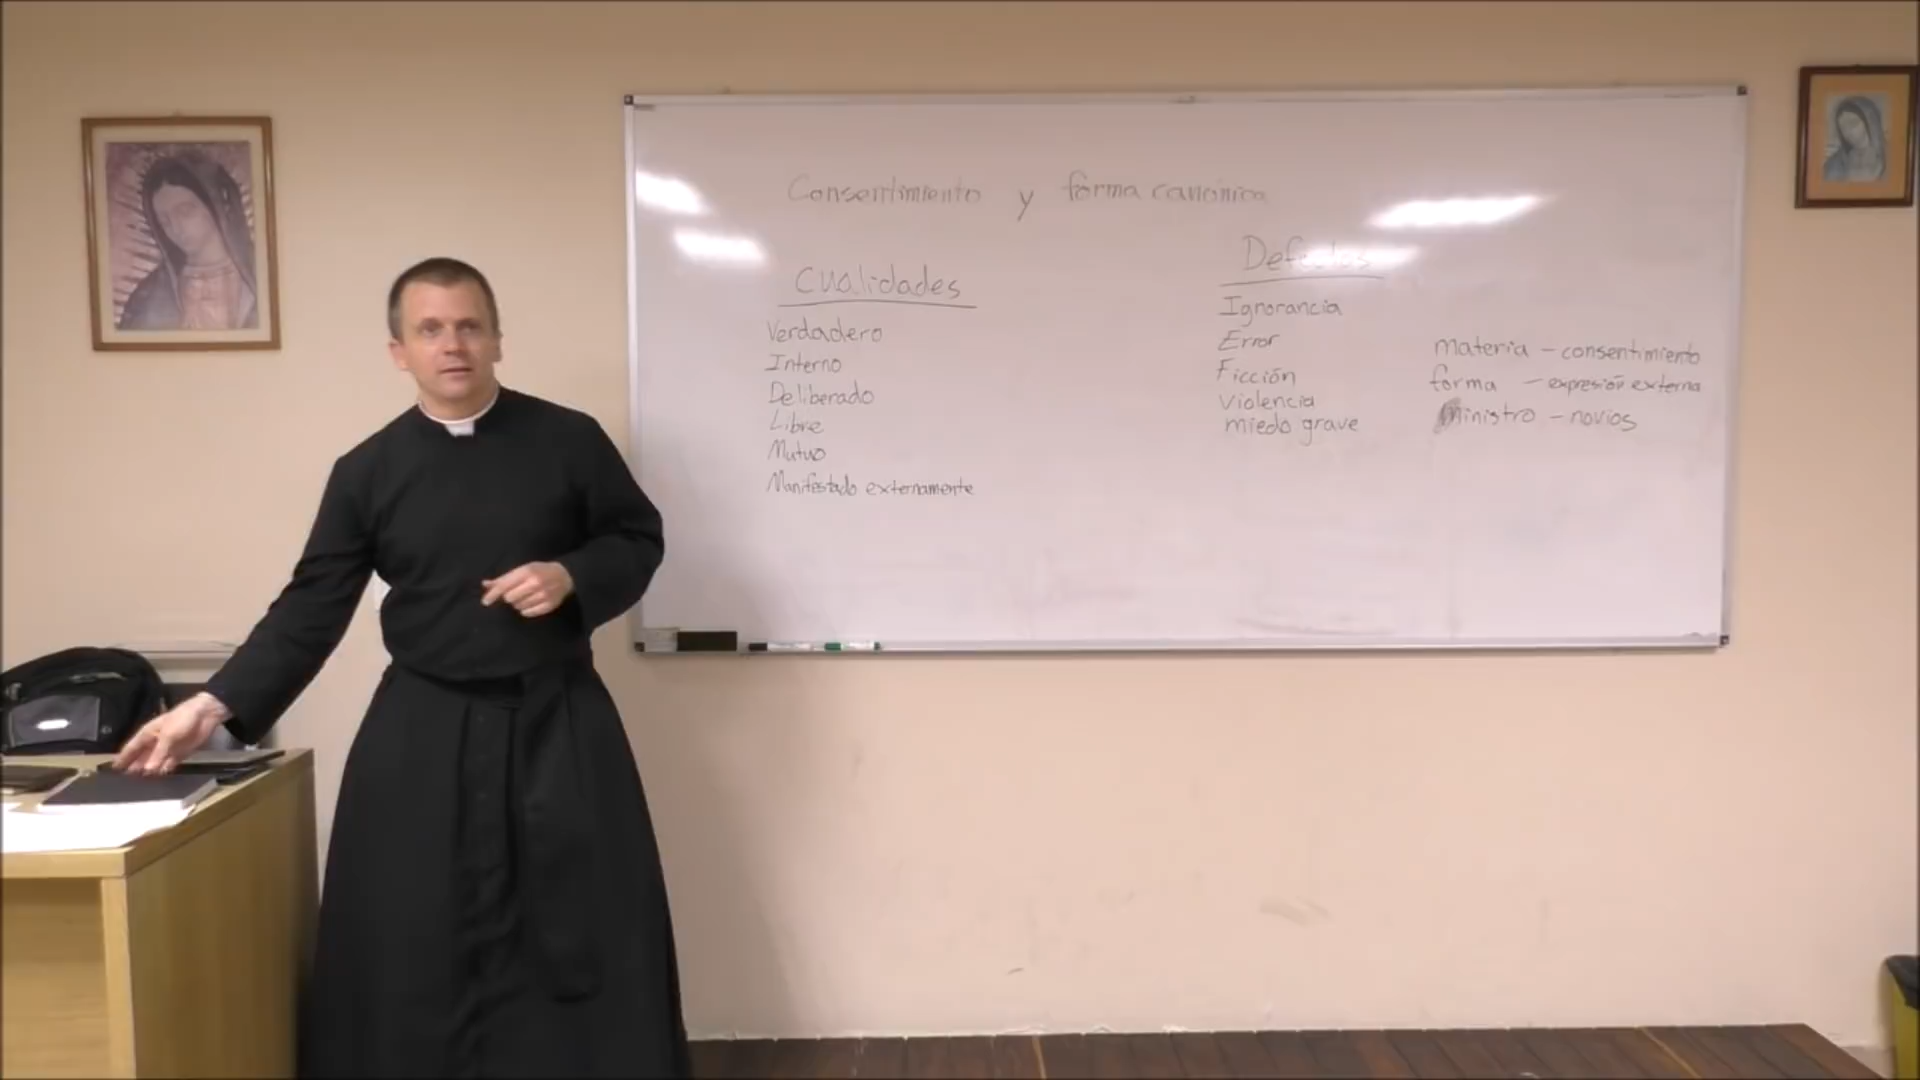 Consentimiento y forma canónica
Cualidades
Verdadero
Interno
Deliberado
Libre
Mutuo
Manifestado externamente
Defectos
Ignorancia
Error
Ficción
Violencia
miedo grave
materia - consentimiento
forma - expresión externa
ministro - novios